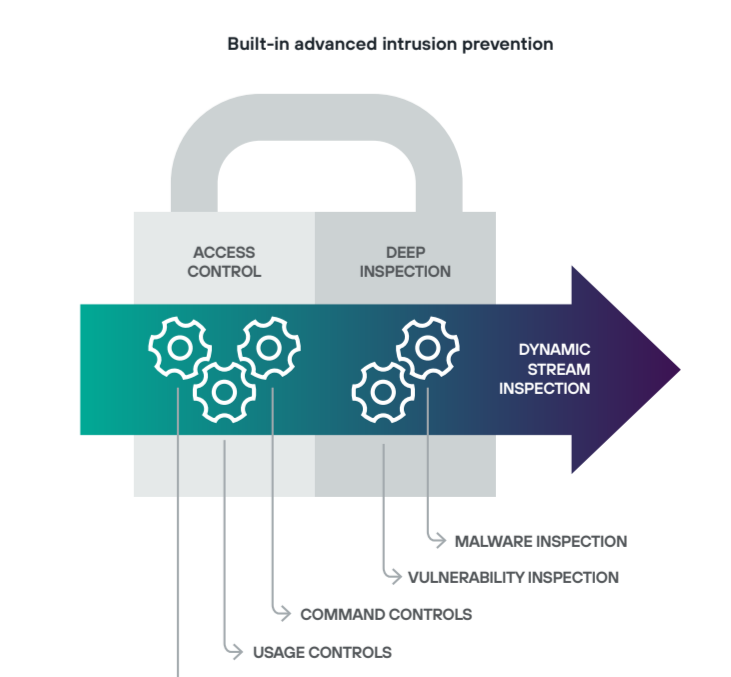 Built-in advanced intrusion prevention
ACCESS
CONTROL
DEEP
INSPECTION
DYNAMIC
STREAM
INSPECTION
MALWARE INSPECTION
VULNERABILITY INSPECTION
COMMAND CONTROLS
USAGE CONTROLS